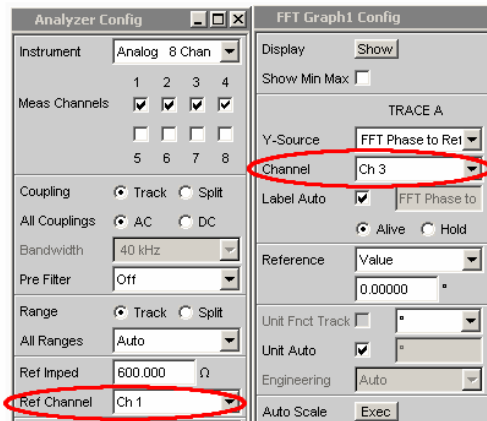 Analyzer Config
Instrument Analog 8 Chan
1 2 3 4
Meas Channels
5 6 7 8
Coupling Track Split
All Couplings AC DC
Bandwidth 40 kHz
Pre Filter Off
Range Track Split
All Ranges Auto
Ref Imped 600.000 Ω
Ref Channel Ch 1
FFT Graph1 Config
Display Show
Show Min Max
TRACE A
Y-Source FFT Phase to Ref
Channel Ch 3
Label Auto FFT Phase to
Alive Hold
Reference Value
0.00000 °
Unit Fnct Track °
Unit Auto °
Engineering Auto
Auto Scale Exec